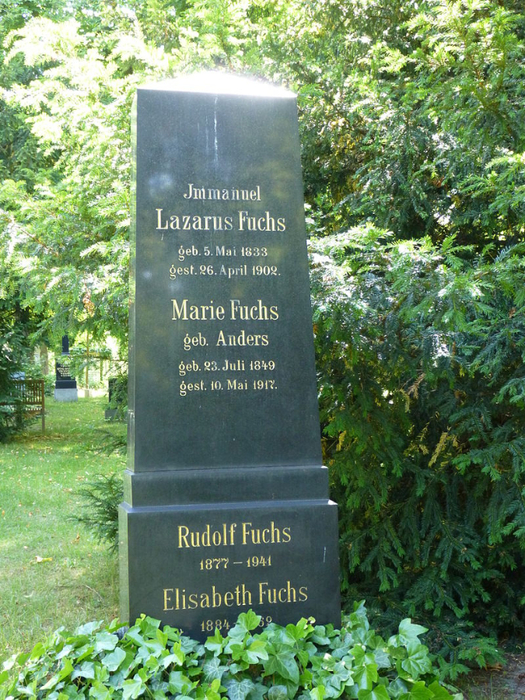 Jmmanuel
Lazarus Fuchs
geb. 5. Mai 1833
gest. 26. April 1902.
Marie Fuchs
geb. Anders
geb. 23. Juli 1849
gest. 10. Mai 1917.
Rudolf Fuchs
1877 – 1941
Elisabeth Fuchs
1884